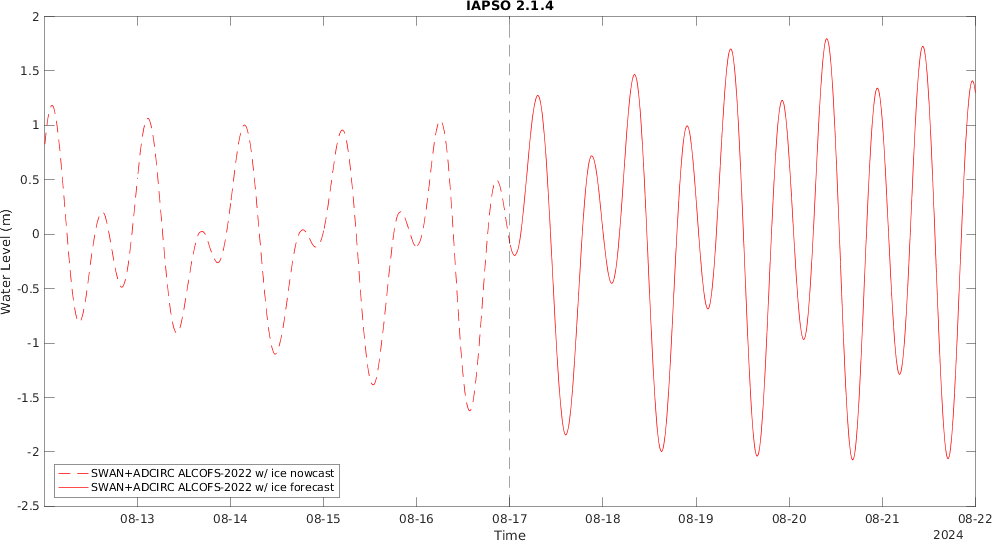 IAPSO 2.1.4
2
1.5
1
0.5
0
-0.5
-1
-1.5
-2
-2.5
Water Level (m)
SWAN+ADCIRC ALCOFS-2022 w/ ice nowcast
SWAN+ADCIRC ALCOFS-2022 w/ ice forecast
08-13 08-14 08-15 08-16 08-17 08-18 08-19 08-20 08-21 08-22
Time
2024